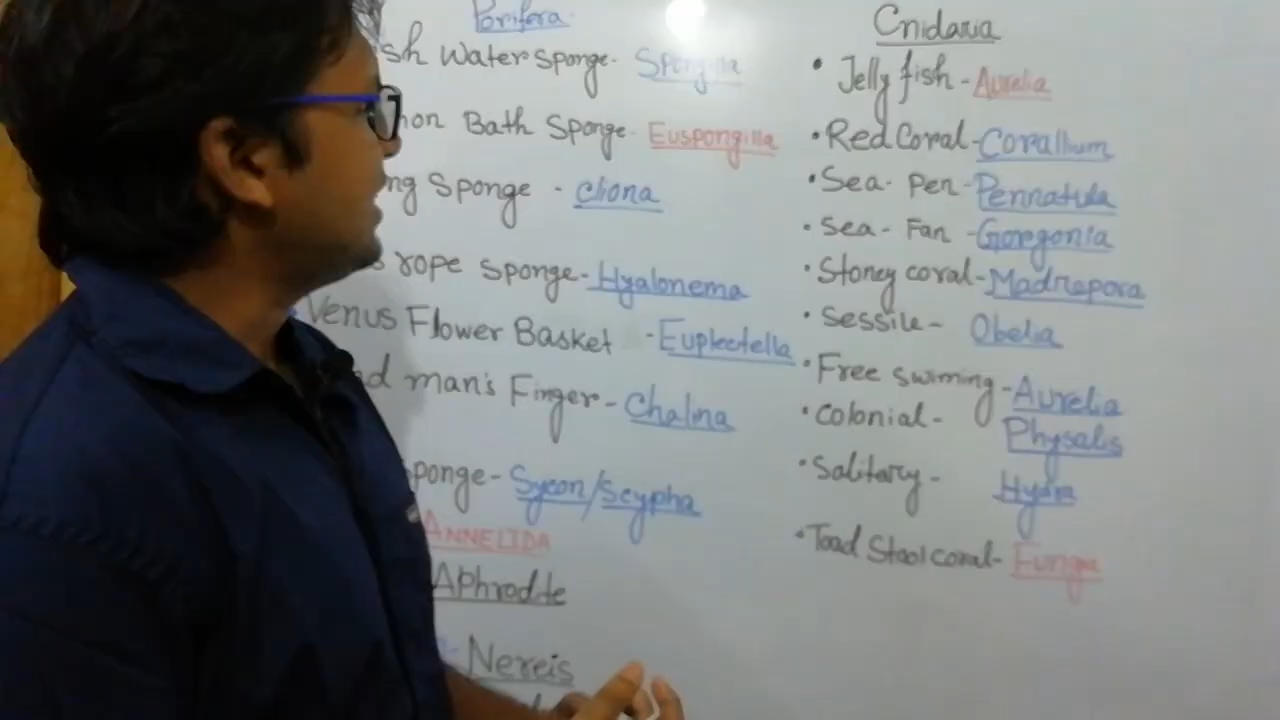 Porifera
sh Water Sponge- Spongilla
mon Bath Sponge- Euspongilla
ng Sponge - Cliona
s rope sponge- Hyalonema
Venus Flower Basket - Euplectella
d man's Finger- Chalina
ponge- Sycon/Scypha
ANNELIDA
Aphrodite
- Nereis
Cnidaria
• Jelly fish - Aurelia
• Red Coral - Corallium
• Sea- Pen - Pennatula
• Sea- Fan - Gorgonia
• Stoney coral - Madrepora
• Sessile - Obelia
• Free swiming - Aurelia
• Colonial - Physalis
• Salitary - Hydra
• Toad Stool coral - Fungia